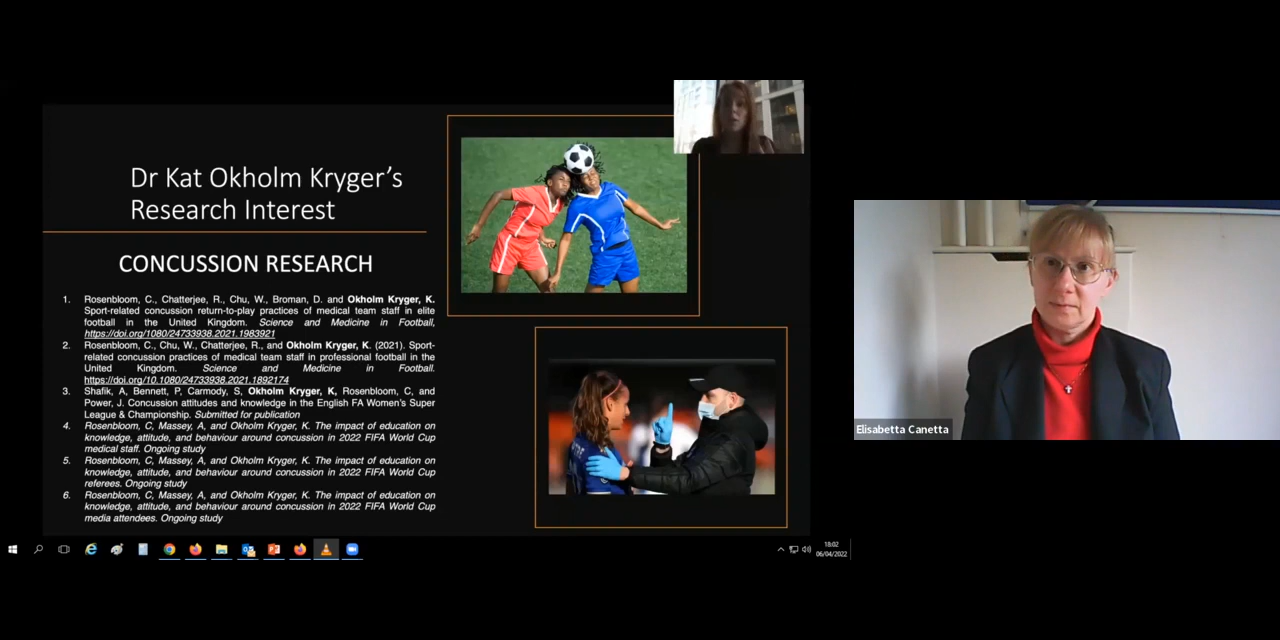 Dr Kat Okholm Kryger’s
Research Interest
CONCUSSION RESEARCH
1. Rosenbloom, C., Chatterjee, R., Chu, W., Broman, D. and Okholm Kryger, K.
Sport-related concussion return-to-play practices of medical team staff in elite
football in the United Kingdom. Science and Medicine in Football,
https://doi.org/1080/24733938.2021.1983921
2. Rosenbloom, C., Chu, W., Chatterjee, R., and Okholm Kryger, K. (2021). Sport-
related concussion practices of medical team staff in professional football in the
United Kingdom. Science and Medicine in Football.
https://doi.org/10.1080/24733938.2021.1892174
3. Shafik, A, Bennett, P, Carmody, S, Okholm Kryger, K, Rosenbloom, C, and
Power, J. Concussion attitudes and knowledge in the English FA Women’s Super
League & Championship. Submitted for publication
4. Rosenbloom, C, Massey, A, and Okholm Kryger, K. The impact of education on
knowledge, attitude, and behaviour around concussion in 2022 FIFA World Cup
medical staff. Ongoing study
5. Rosenbloom, C, Massey, A, and Okholm Kryger, K. The impact of education on
knowledge, attitude, and behaviour around concussion in 2022 FIFA World Cup
referees. Ongoing study
6. Rosenbloom, C, Massey, A, and Okholm Kryger, K. The impact of education on
knowledge, attitude, and behaviour around concussion in 2022 FIFA World Cup
media attendees. Ongoing study
Elisabetta Canetta
18:02
06/04/2022